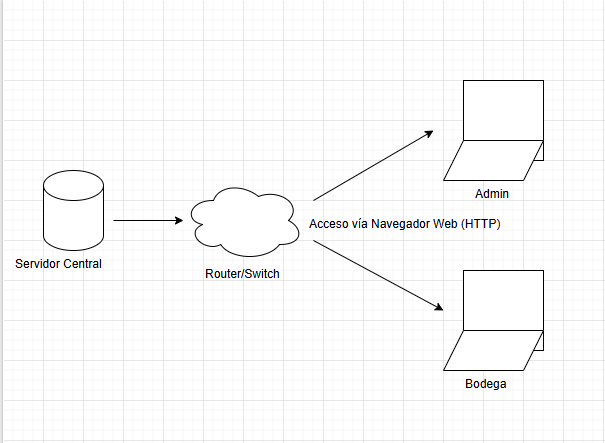 Admin
Acceso vía Navegador Web (HTTP)
Servidor Central
Router/Switch
Bodega